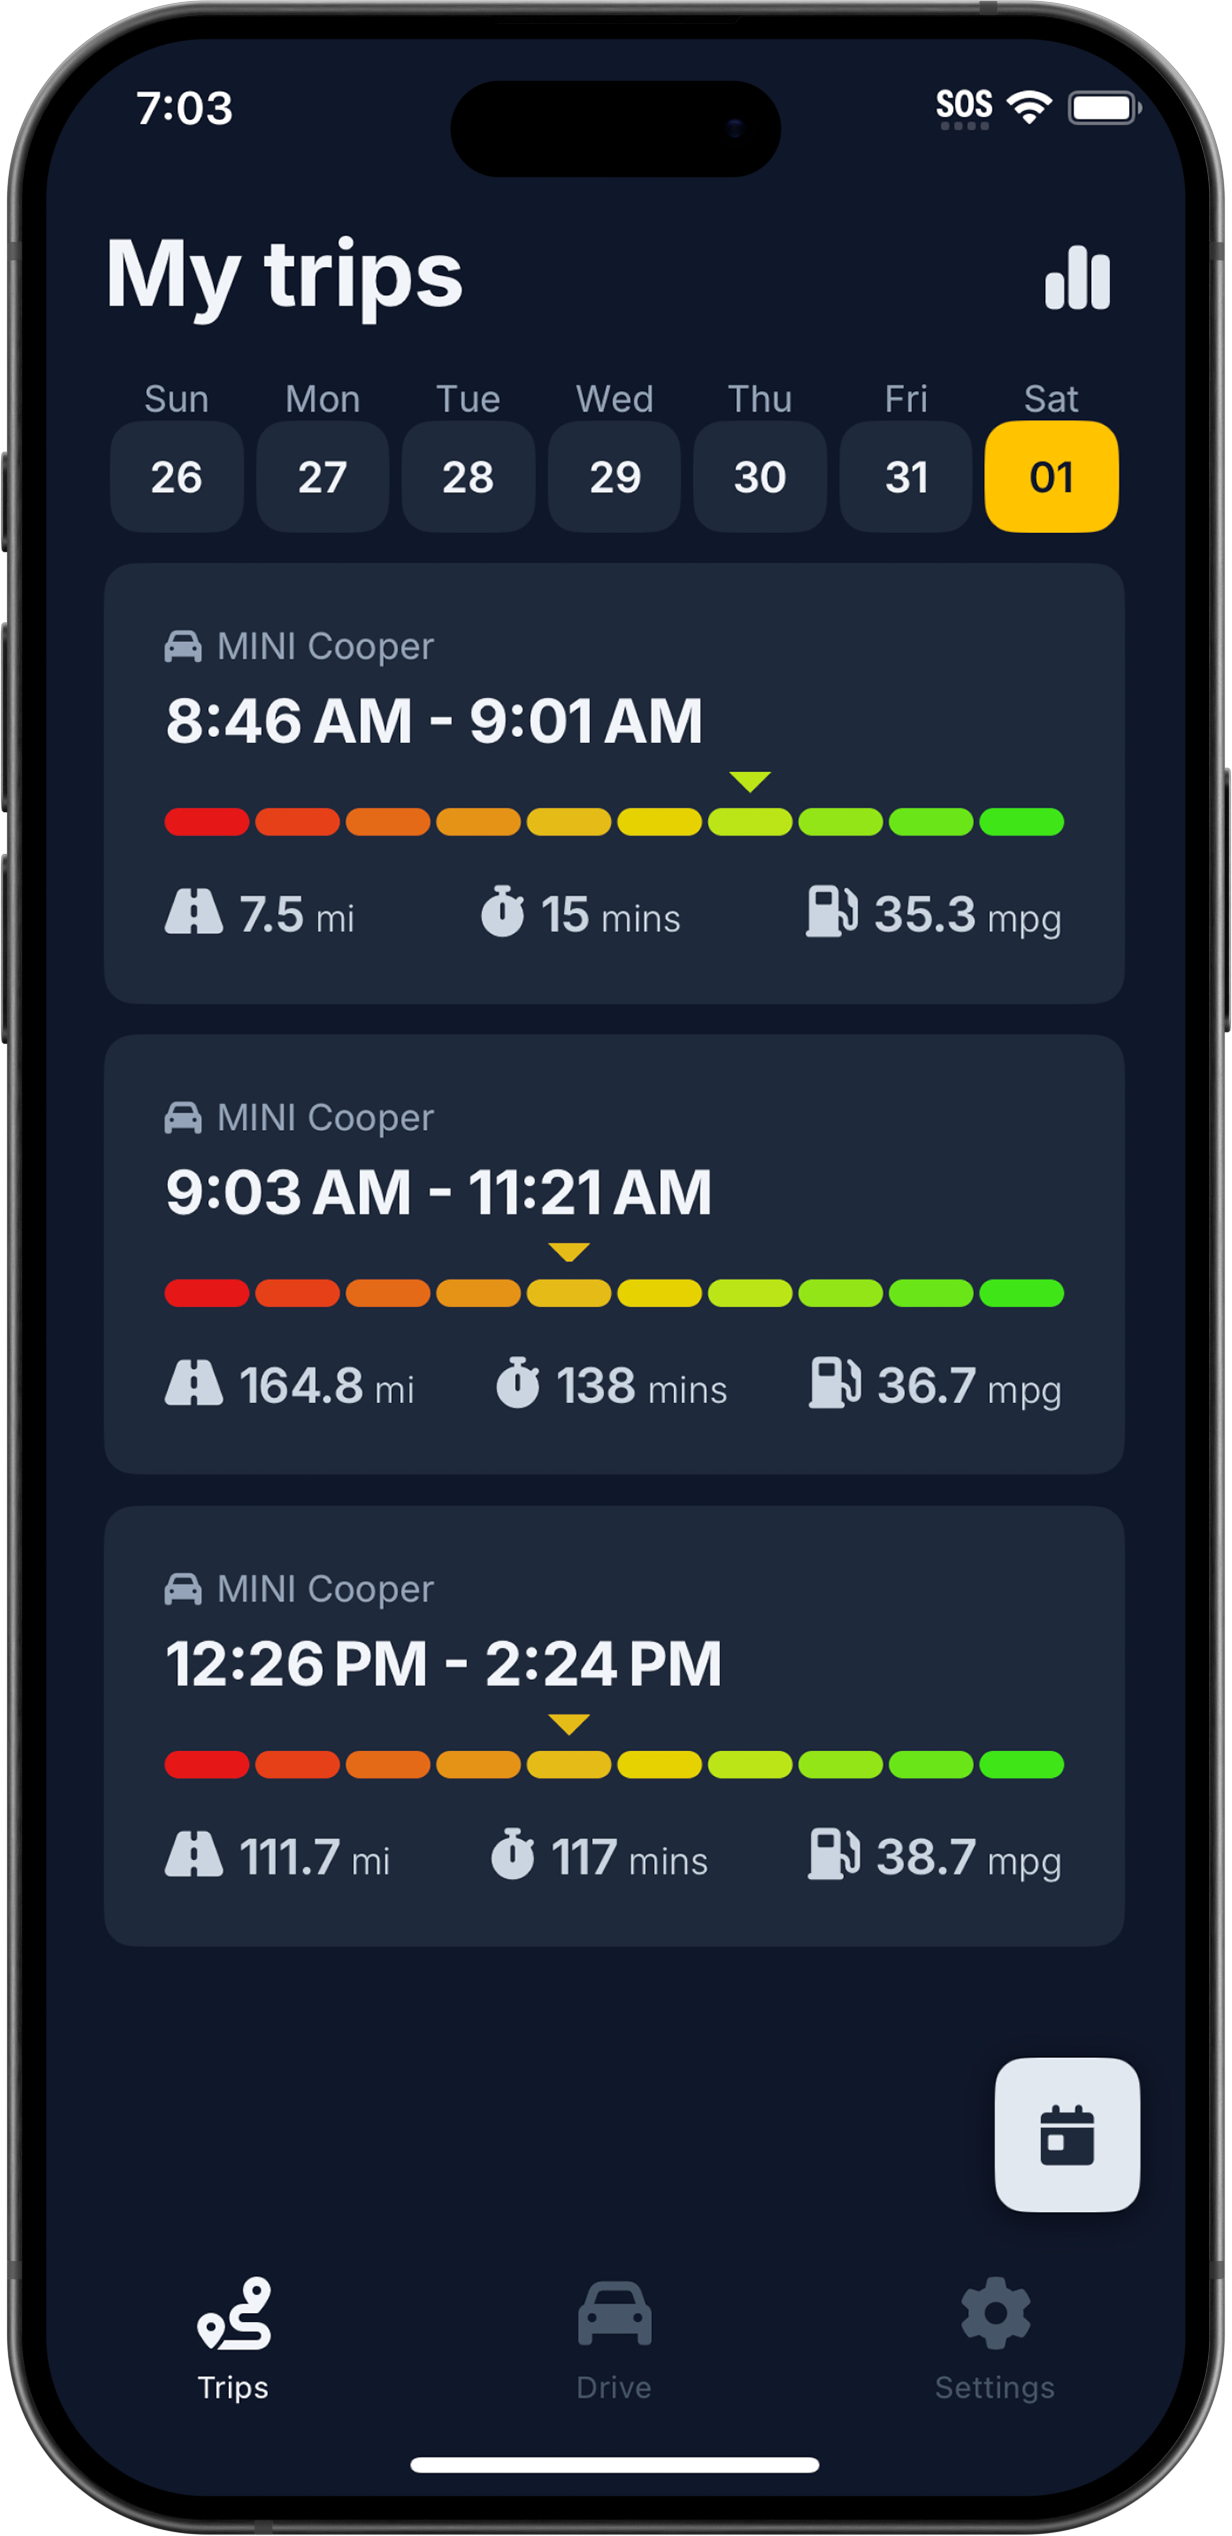 7:03 SOS
My trips
Sun Mon Tue Wed Thu Fri Sat
26 27 28 29 30 31 01
MINI Cooper
8:46 AM - 9:01 AM
7.5 mi 15 mins 35.3 mpg
MINI Cooper
9:03 AM - 11:21 AM
164.8 mi 138 mins 36.7 mpg
MINI Cooper
12:26 PM - 2:24 PM
111.7 mi 117 mins 38.7 mpg
Trips Drive Settings